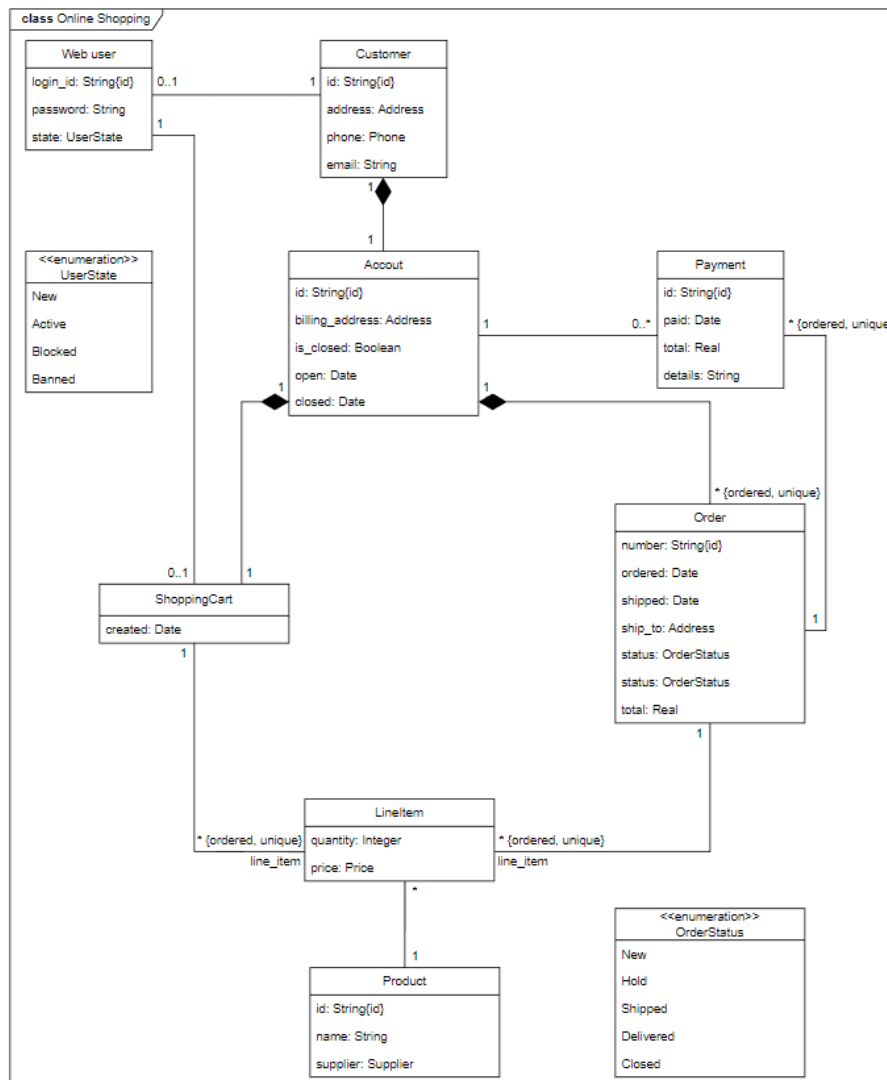 class Online Shopping
Web user
login_id: String{id}
password: String
state: UserState
0..1
1
1
Customer
id: String{id}
address: Address
phone: Phone
email: String
1
1
<<enumeration>>
UserState
New
Active
Blocked
Banned
Accout
id: String{id}
billing_address: Address
is_closed: Boolean
open: Date
closed: Date
1
0..*
1
1
Payment
id: String{id}
paid: Date
total: Real
details: String
* {ordered, unique}
* {ordered, unique}
Order
number: String{id}
ordered: Date
shipped: Date
ship_to: Address
status: OrderStatus
status: OrderStatus
total: Real
1
1
0..1
1
ShoppingCart
created: Date
1
LineItem
quantity: Integer
price: Price
* {ordered, unique}
line_item
* {ordered, unique}
line_item
*
1
Product
id: String{id}
name: String
supplier: Supplier
<<enumeration>>
OrderStatus
New
Hold
Shipped
Delivered
Closed